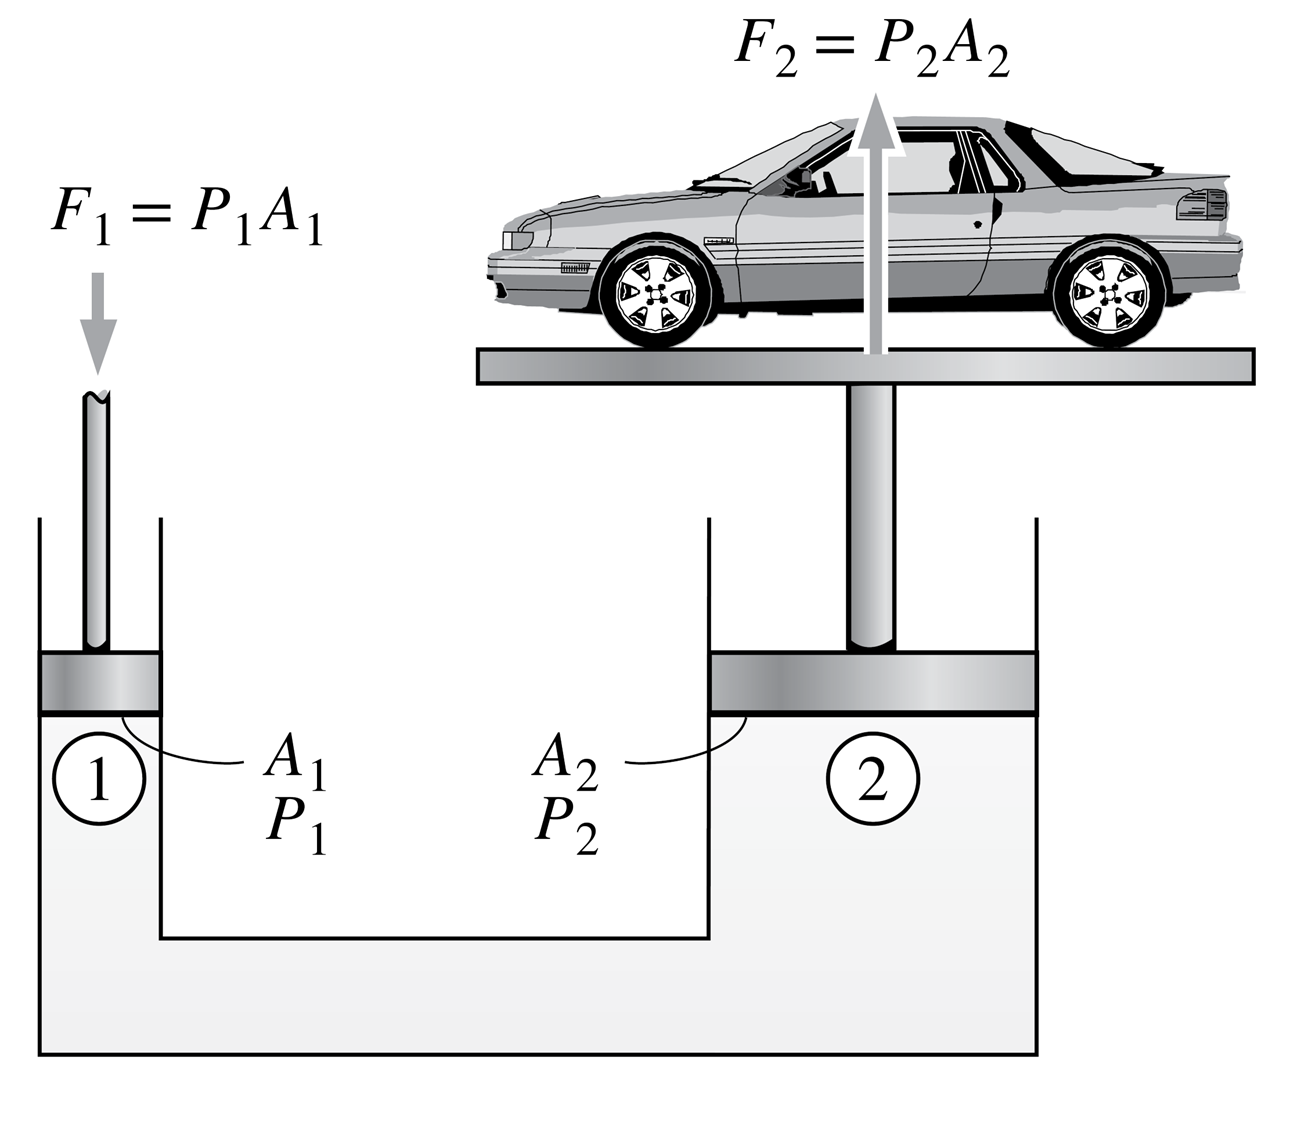 F₂ = P₂A₂
F₁ = P₁A₁
A₁
P₁
A₂
P₂
1
2